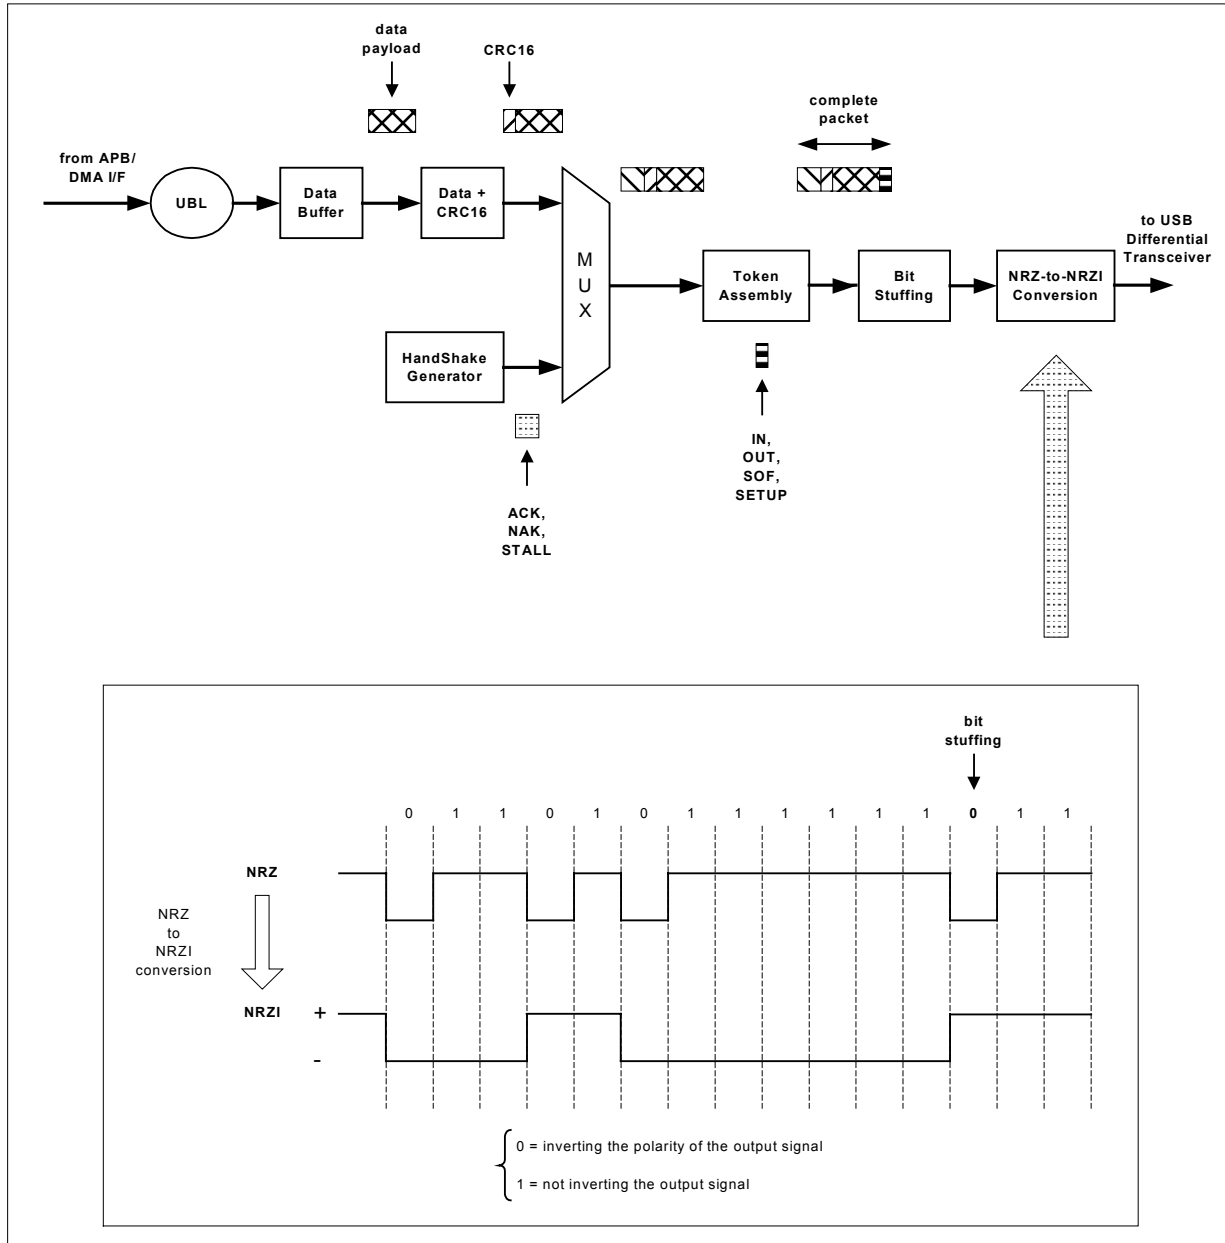 data
payload
CRC16
complete
packet
from APB/
DMA I/F
UBL
Data
Buffer
Data +
CRC16
M
U
X
Token
Assembly
Bit
Stuffing
NRZ-to-NRZI
Conversion
to USB
Differential
Transceiver
HandShake
Generator
ACK,
NAK,
STALL
IN,
OUT,
SOF,
SETUP
bit
stuffing
0 1 1 0 1 0 1 1 1 1 1 1 0 1 1
NRZ
NRZ
to
NRZI
conversion
NRZI +
-
0 = inverting the polarity of the output signal
1 = not inverting the output signal